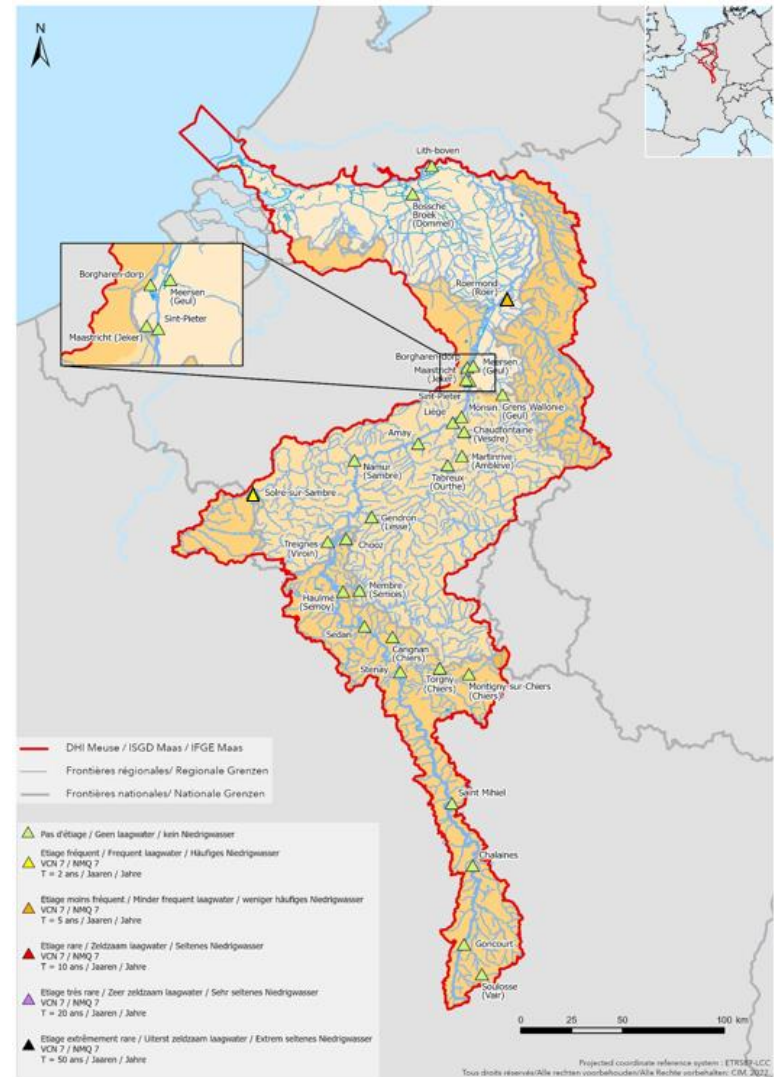 N
Lith-boven
Bossche
Broek
(Dommel)
Roermond
(Roer)
Borgharen-dorp
Meersen
(Geul)
Maastricht (Jeker)
Sint-Pieter
Borgharen-dorp
Maastricht
(Jeker)
Meersen
(Geul)
Sint-Pieter
Liège
Monsin
Grens Wallonie
(Geul)
Chaudfontaine
(Vesdre)
Amay
Martinrive
(Amblève)
Tabreux
(Ourthe)
Namur
(Sambre)
Solre-sur-Sambre
Gendron
(Lesse)
Treignes
(Viroin)
Chooz
Haulmé
(Semoy)
Membre
(Semois)
Sedan
Carignan
(Chiers)
Stenay
Torgny
(Chiers)
Montigny-sur-Chiers
(Chiers)
Saint Mihiel
Chalaines
Goncourt
Soulosse
(Vair)
DHI Meuse / ISGD Maas / IFGE Maas
Frontières régionales/ Regionale Grenzen
Frontières nationales/ Nationale Grenzen
Pas d'étiage / Geen laagwater / kein Niedrigwasser
Etiage fréquent / Frequent laagwater / Häufiges Niedrigwasser
VCN 7 / NMQ 7
T = 2 ans / Jaaren / Jahre
Etiage moins fréquent / Minder frequent laagwater / weniger häufiges Niedrigwasser
VCN 7 / NMQ 7
T = 5 ans / Jaaren / Jahre
Etiage rare / Zeldzaam laagwater / Seltenes Niedrigwasser
VCN 7 / NMQ 7
T = 10 ans / Jaaren / Jahre
Etiage très rare / Zeer zeldzaam laagwater / Sehr seltenes Niedrigwasser
VCN 7 / NMQ 7
T = 20 ans / Jaaren / Jahre
Etiage extrêmement rare / Uiterst zeldzaam laagwater / Extrem seltenes Niedrigwasser
VCN 7 / NMQ 7
T = 50 ans / Jaaren / Jahre
0 25 50 100 km
Projected coordinate reference system : ETRS89-LCC
Tous droits réservés/Alle rechten voorbehouden/Alle Rechte vorbehalten: CIM, 2022